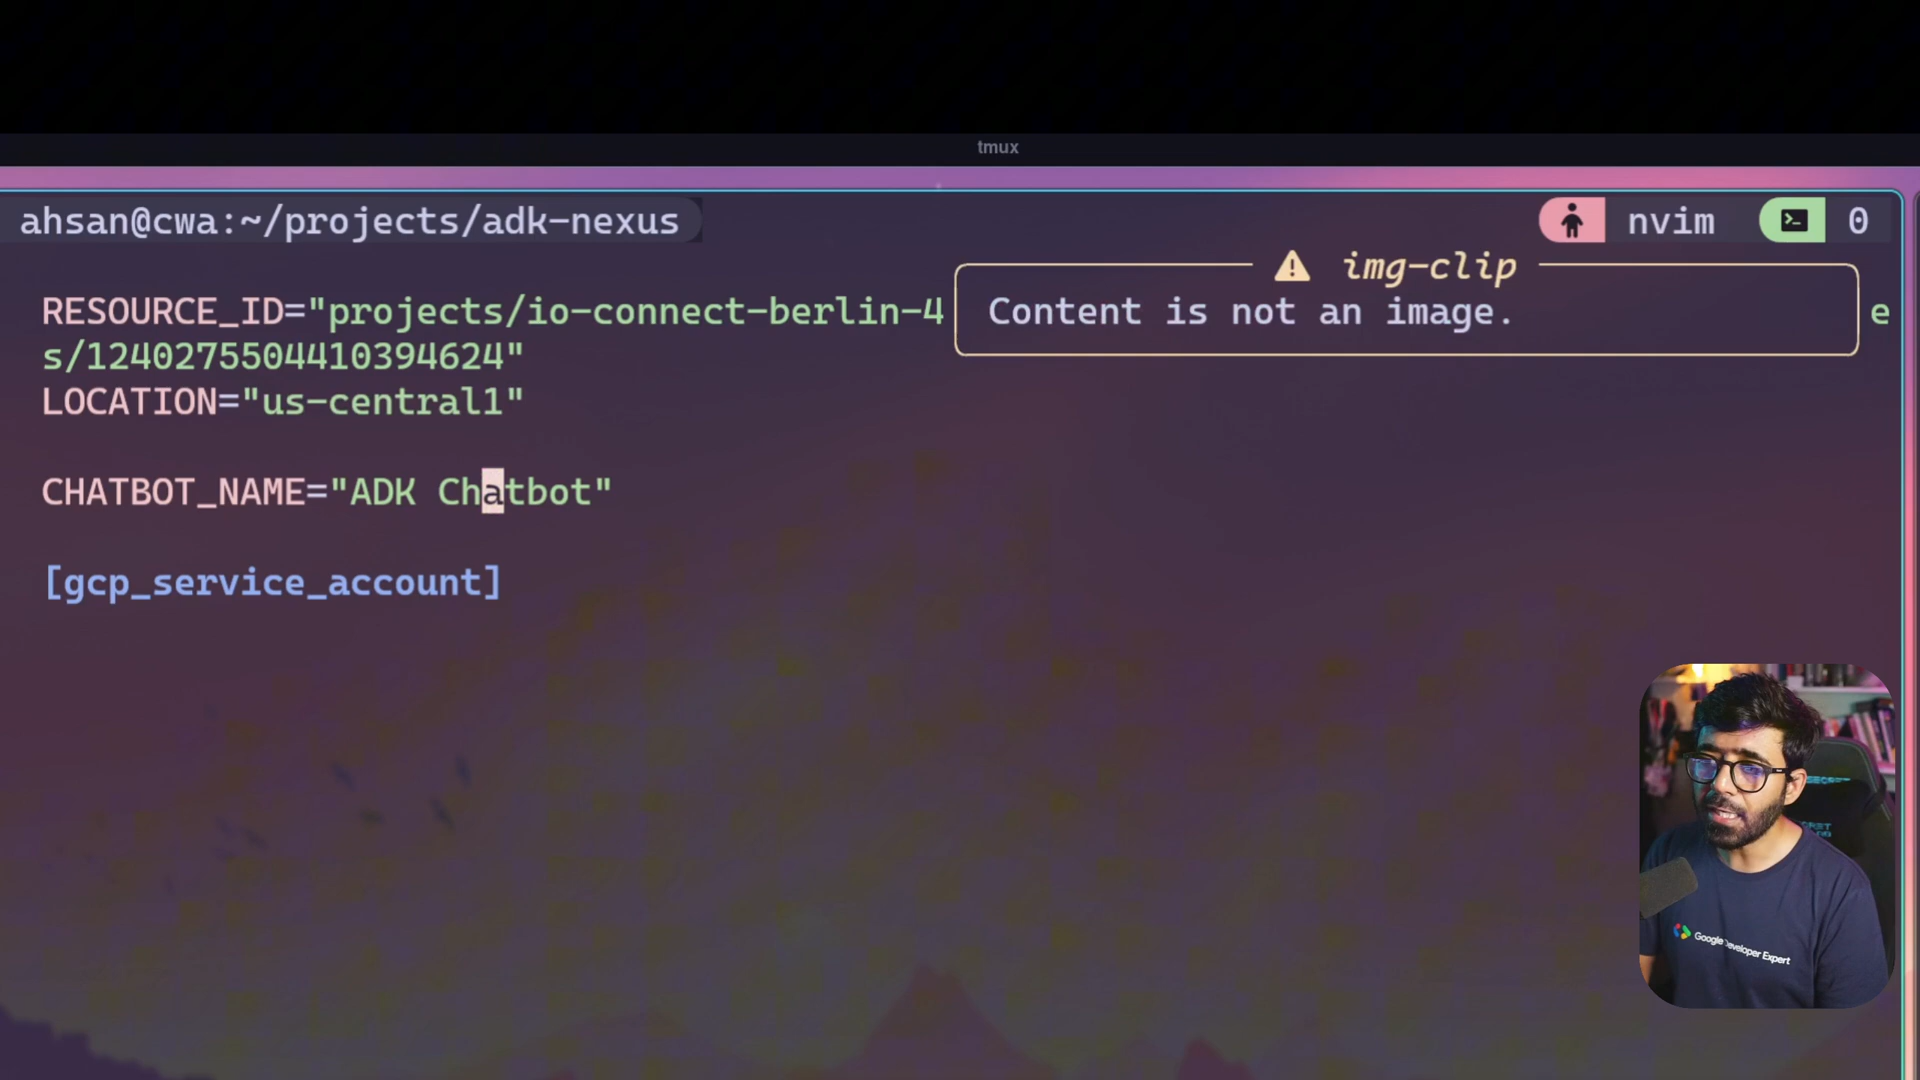 tmux
ahsan@cwa:~/projects/adk-nexus
nvim
0
img-clip
RESOURCE_ID="projects/io-connect-berlin-4
Content is not an image.
e
s/1240275504410394624"
LOCATION="us-central1"
CHATBOT_NAME="ADK Chatbot"
[gcp_service_account]
Google Developer Expert